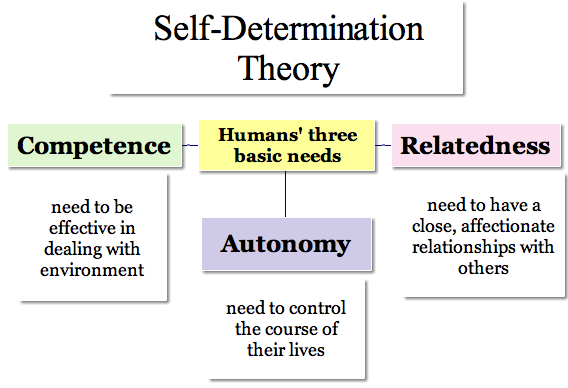 Self-Determination
Theory
Humans' three
basic needs
Competence
need to be
effective in
dealing with
environment
Autonomy
need to control
the course of
their lives
Relatedness
need to have a
close, affectionate
relationships with
others